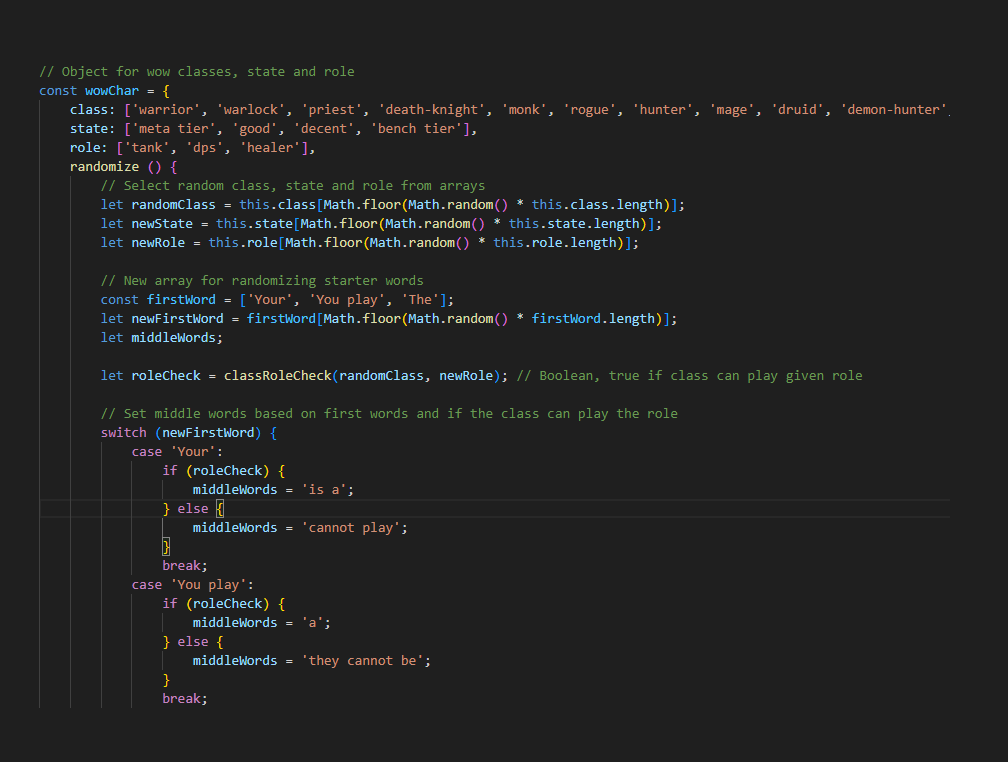 // Object for wow classes, state and role
const wowChar = {
    class: ['warrior', 'warlock', 'priest', 'death-knight', 'monk', 'rogue', 'hunter', 'mage', 'druid', 'demon-hunter'
    state: ['meta tier', 'good', 'decent', 'bench tier'],
    role: ['tank', 'dps', 'healer'],
    randomize () {
        // Select random class, state and role from arrays
        let randomClass = this.class[Math.floor(Math.random() * this.class.length)];
        let newState = this.state[Math.floor(Math.random() * this.state.length)];
        let newRole = this.role[Math.floor(Math.random() * this.role.length)];

        // New array for randomizing starter words
        const firstWord = ['Your', 'You play', 'The'];
        let newFirstWord = firstWord[Math.floor(Math.random() * firstWord.length)];
        let middleWords;

        let roleCheck = classRoleCheck(randomClass, newRole); // Boolean, true if class can play given role

        // Set middle words based on first words and if the class can play the role
        switch (newFirstWord) {
            case 'Your':
                if (roleCheck) {
                    middleWords = 'is a';
                } else {
                    middleWords = 'cannot play';
                }
                break;
            case 'You play':
                if (roleCheck) {
                    middleWords = 'a';
                } else {
                    middleWords = 'they cannot be';
                }
                break;